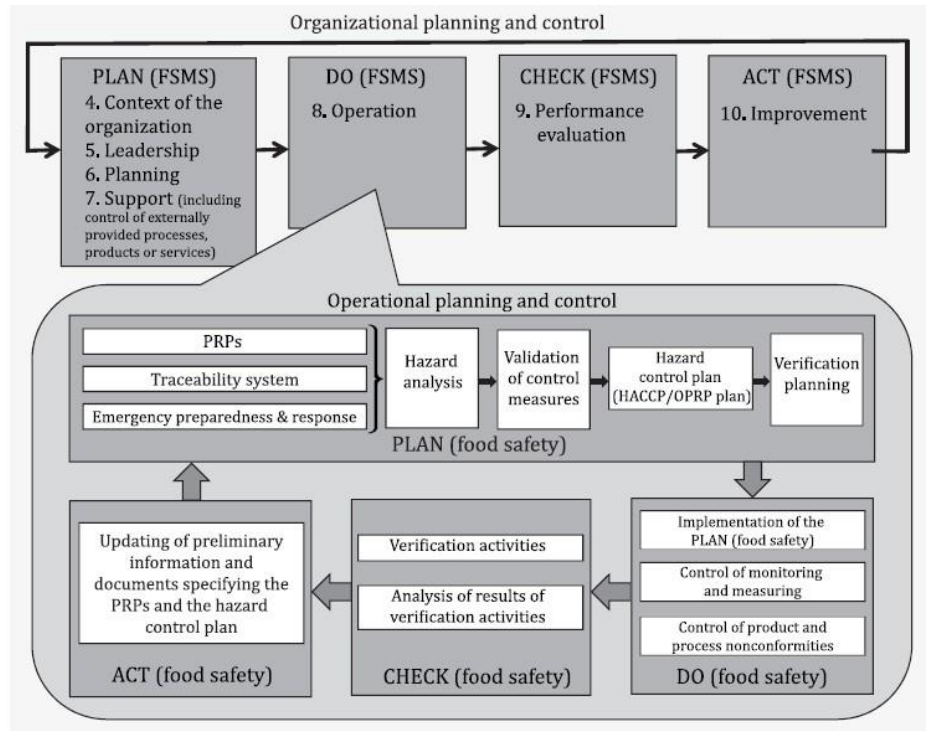 Organizational planning and control
PLAN (FSMS)
4. Context of the
organization
5. Leadership
6. Planning
7. Support (including
control of externally
provided processes,
products or services)
DO (FSMS)
8. Operation
CHECK (FSMS)
9. Performance
evaluation
ACT (FSMS)
10. Improvement
Operational planning and control
PRPs
Traceability system
Emergency preparedness & response
Hazard
analysis
Validation
of control
measures
Hazard
control plan
(HACCP/OPRP plan)
Verification
planning
PLAN (food safety)
Implementation of the
PLAN (food safety)
Control of monitoring
and measuring
Control of product and
process nonconformities
DO (food safety)
Verification activities
Analysis of results of
verification activities
CHECK (food safety)
Updating of preliminary
information and
documents specifying the
PRPs and the hazard
control plan
ACT (food safety)